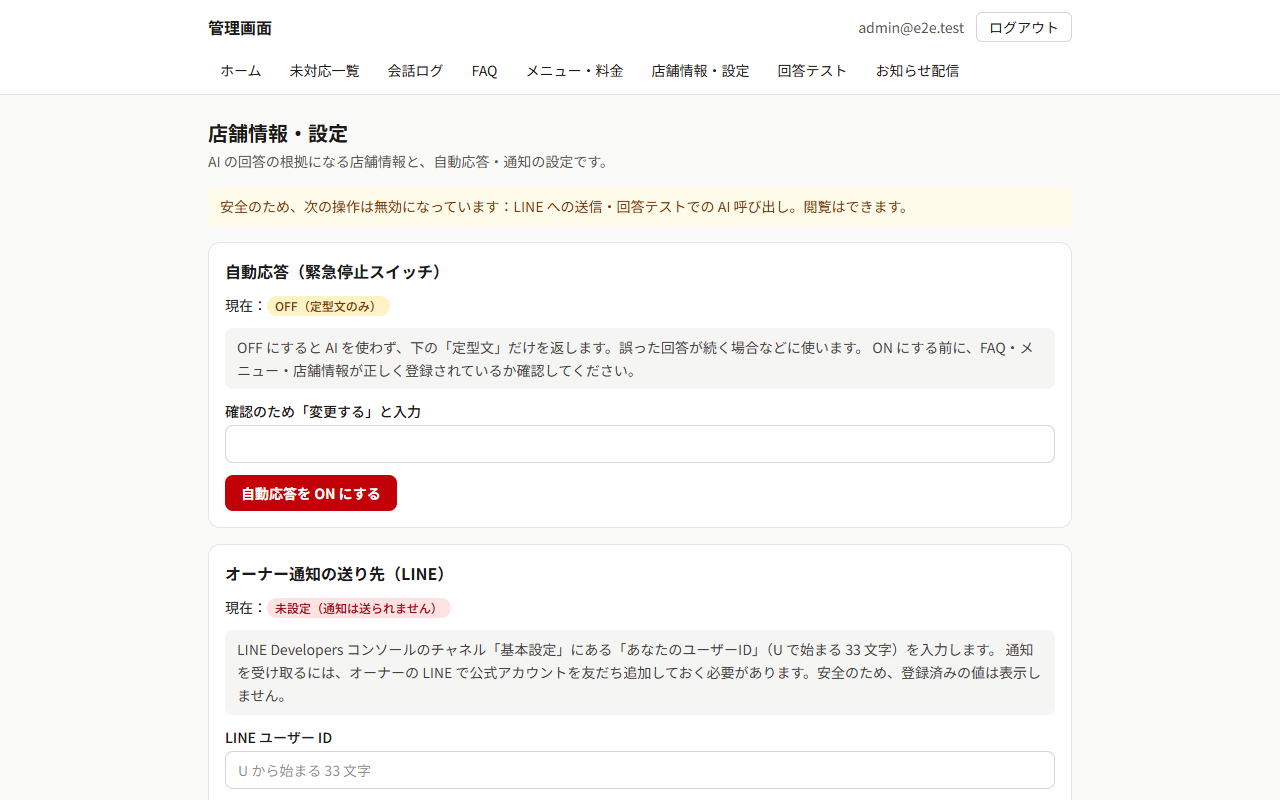 管理画面
admin@e2e.test
ログアウト
ホーム
未対応一覧
会話ログ
FAQ
メニュー・料金
店舗情報・設定
回答テスト
お知らせ配信
店舗情報・設定
AI の回答の根拠になる店舗情報と、自動応答・通知の設定です。
安全のため、次の操作は無効になっています：LINE への送信・回答テストでの AI 呼び出し。閲覧はできます。
自動応答（緊急停止スイッチ）
現在： OFF（定型文のみ）
OFF にすると AI を使わず、下の「定型文」だけを返します。誤った回答が続く場合などに使います。 ON にする前に、FAQ・メ
ニュー・店舗情報が正しく登録されているか確認してください。
確認のため「変更する」と入力
自動応答を ON にする
オーナー通知の送り先（LINE）
現在： 未設定（通知は送られません）
LINE Developers コンソールのチャネル「基本設定」にある「あなたのユーザーID」（U で始まる 33 文字）を入力します。 通知
を受け取るには、オーナーの LINE で公式アカウントを友だち追加しておく必要があります。安全のため、登録済みの値は表示し
ません。
LINE ユーザー ID
U から始まる 33 文字